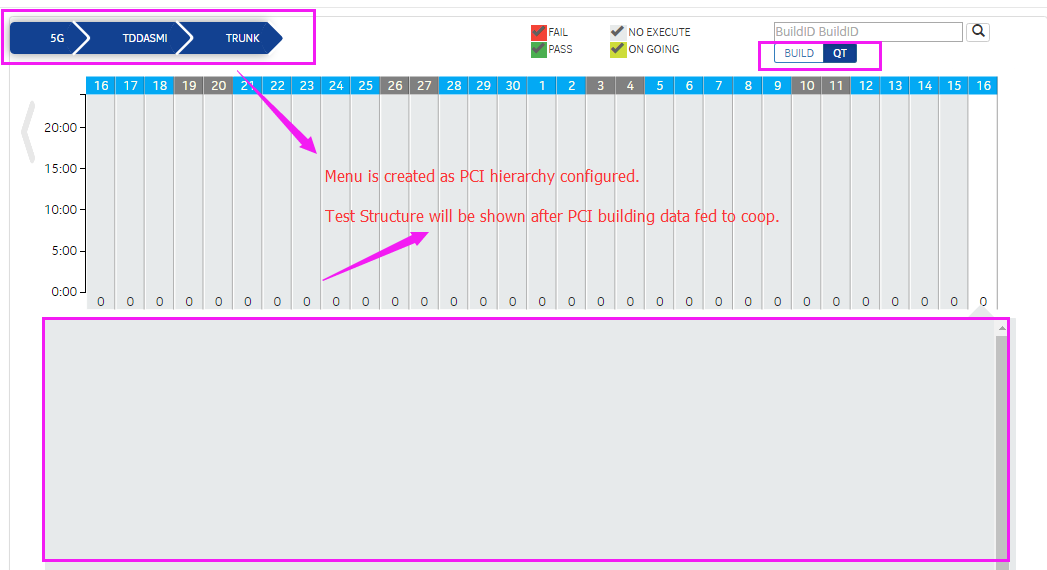 5G TDDASMI TRUNK
FAIL NO EXECUTE
PASS ON GOING
BuildID BuildID
BUILD QT
16 17 18 19 20 21 22 23 24 25 26 27 28 29 30 1 2 3 4 5 6 7 8 9 10 11 12 13 14 15 16
20:00
15:00
Menu is created as PCI hierarchy configured.
10:00
Test Structure will be shown after PCI building data fed to coop.
5:00
0:00
0 0 0 0 0 0 0 0 0 0 0 0 0 0 0 0 0 0 0 0 0 0 0 0 0 0 0 0 0 0 0